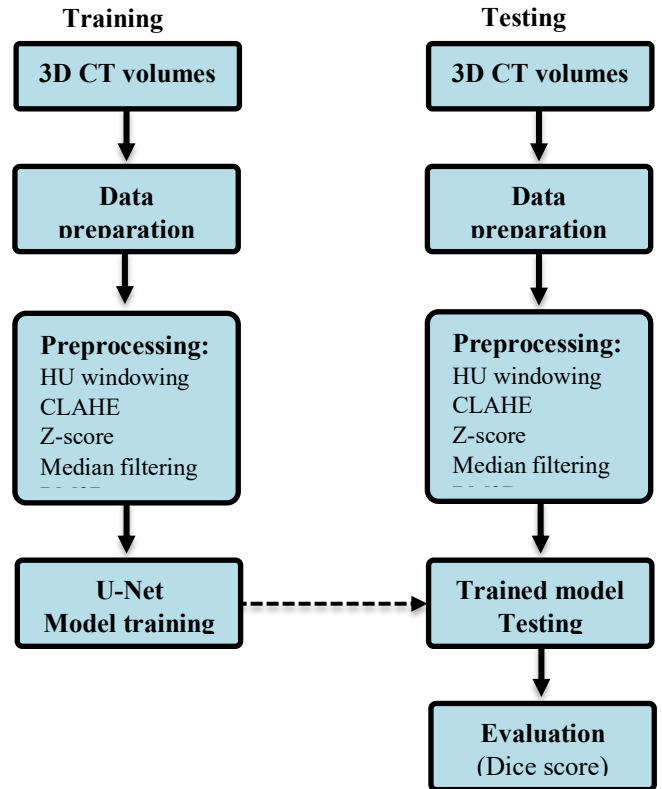 Training
3D CT volumes
Data
preparation
Preprocessing:
HU windowing
CLAHE
Z-score
Median filtering
U-Net
Model training
Testing
3D CT volumes
Data
preparation
Preprocessing:
HU windowing
CLAHE
Z-score
Median filtering
Trained model
Testing
Evaluation
(Dice score)